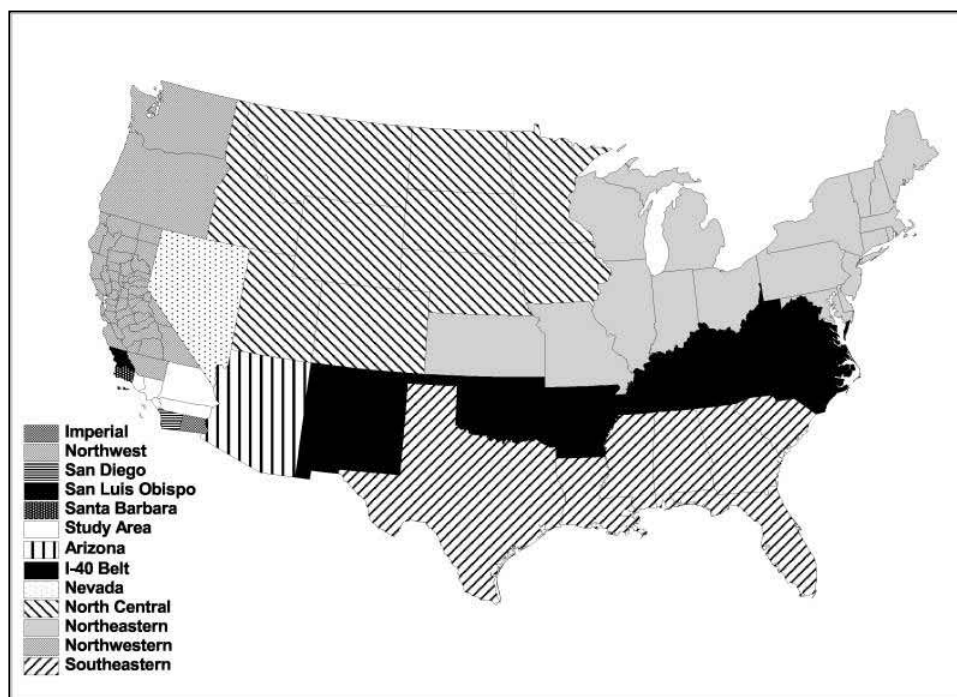 Imperial
Northwest
San Diego
San Luis Obispo
Santa Barbara
Study Area
Arizona
I-40 Belt
Nevada
North Central
Northeastern
Northwestern
Southeastern